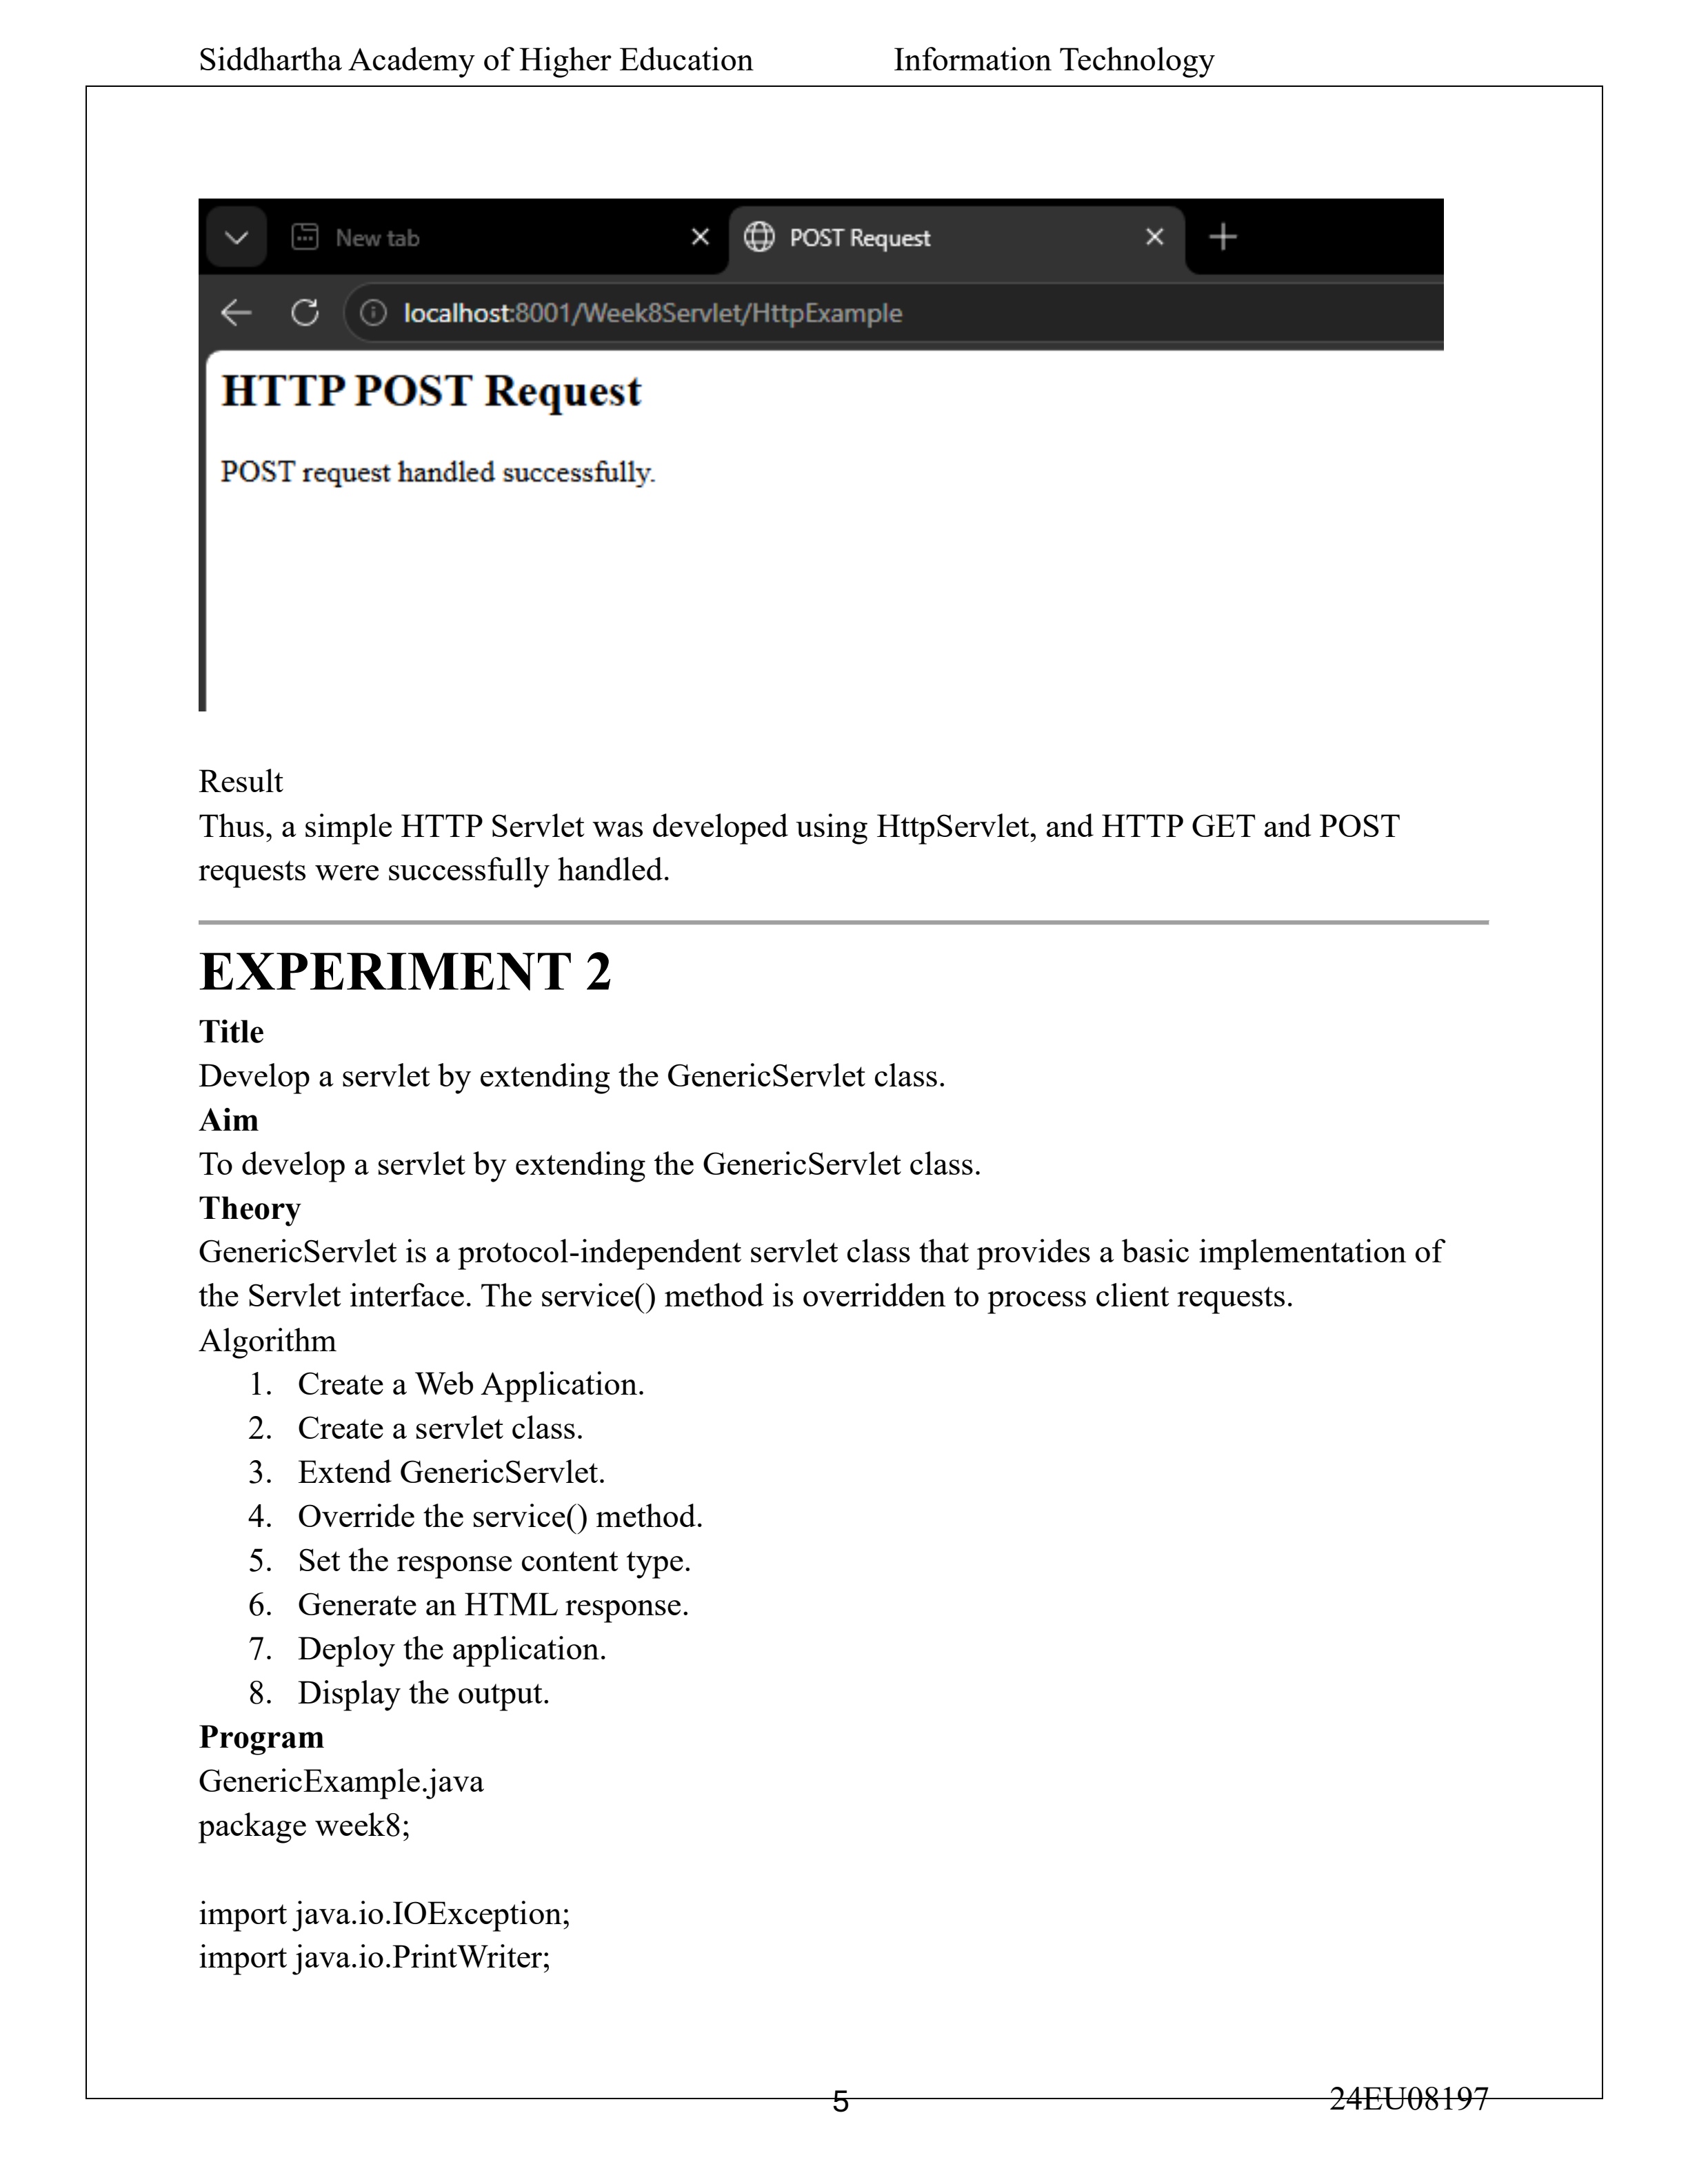 Siddhartha Academy of Higher Education Information Technology
New tab POST Request
localhost:8001/Week8Servlet/HttpExample
HTTP POST Request
POST request handled successfully.
Result
Thus, a simple HTTP Servlet was developed using HttpServlet, and HTTP GET and POST
requests were successfully handled.
EXPERIMENT 2
Title
Develop a servlet by extending the GenericServlet class.
Aim
To develop a servlet by extending the GenericServlet class.
Theory
GenericServlet is a protocol-independent servlet class that provides a basic implementation of
the Servlet interface. The service() method is overridden to process client requests.
Algorithm
1. Create a Web Application.
2. Create a servlet class.
3. Extend GenericServlet.
4. Override the service() method.
5. Set the response content type.
6. Generate an HTML response.
7. Deploy the application.
8. Display the output.
Program
GenericExample.java
package week8;
import java.io.IOException;
import java.io.PrintWriter;
5 24EU08197